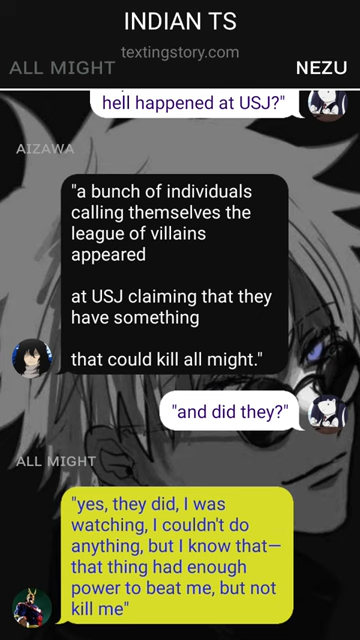 INDIAN TS
textingstory.com
ALL MIGHT
NEZU
hell happened at USJ?"
AIZAWA
"a bunch of individuals
calling themselves the
league of villains
appeared
at USJ claiming that they
have something
that could kill all might."
"and did they?"
ALL MIGHT
"yes, they did, I was
watching, I couldn't do
anything, but I know that—
that thing had enough
power to beat me, but not
kill me"